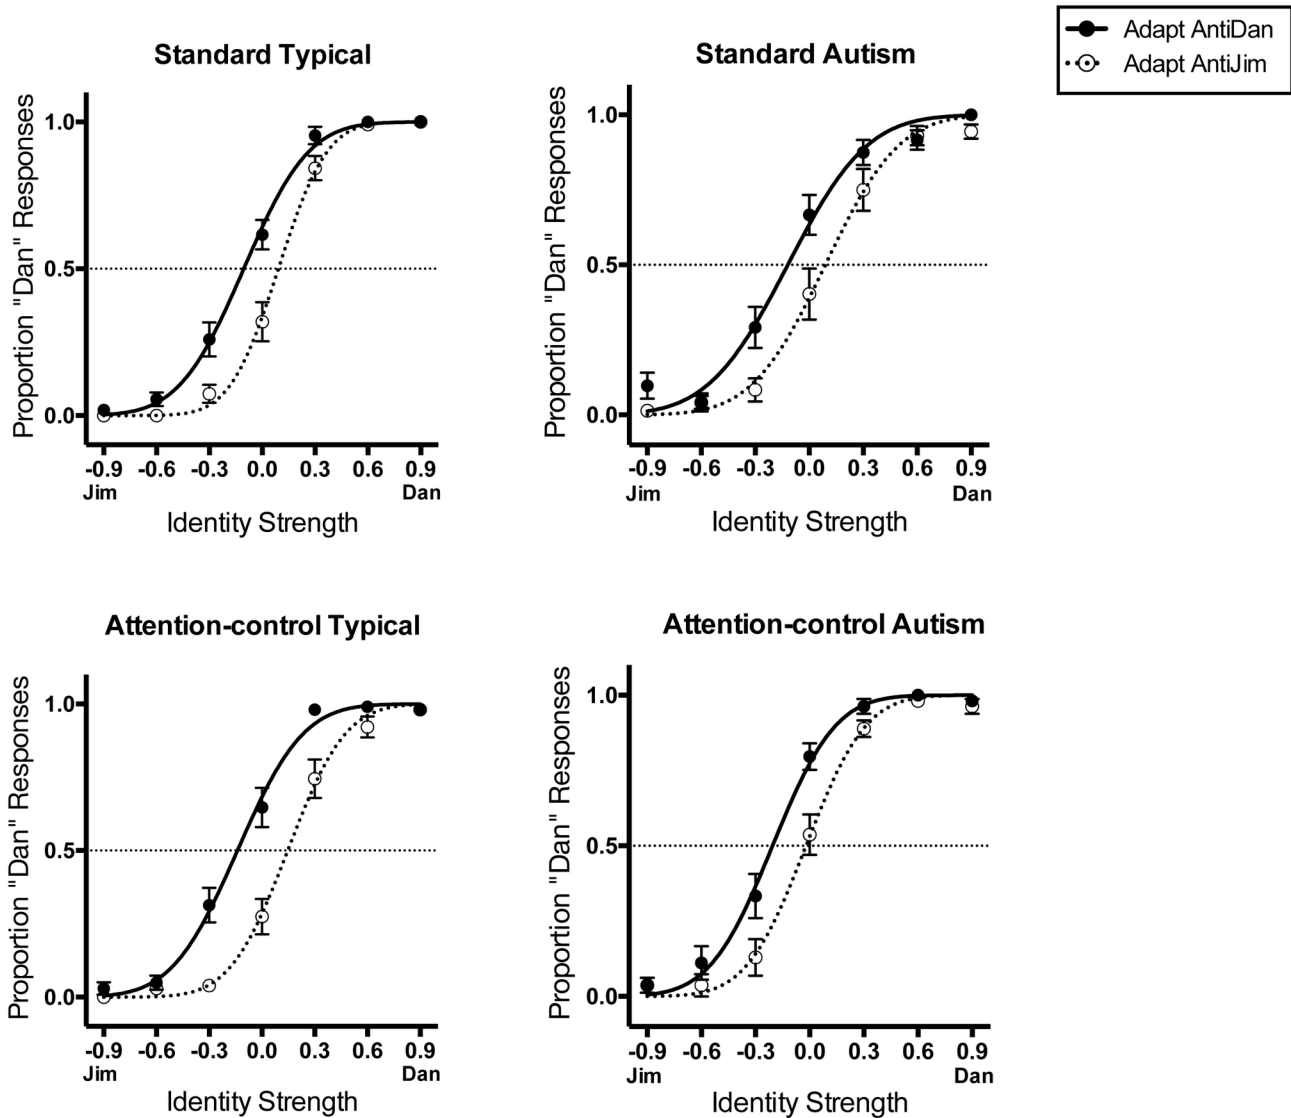 Adapt AntiDan
Adapt AntiJim
Standard Typical
Proportion "Dan" Responses
1.0
0.5
0.0
-0.9 -0.6 -0.3 0.0 0.3 0.6 0.9
Jim Dan
Identity Strength
Standard Autism
Proportion "Dan" Responses
1.0
0.5
0.0
-0.9 -0.6 -0.3 0.0 0.3 0.6 0.9
Jim Dan
Identity Strength
Attention-control Typical
Proportion "Dan" Responses
1.0
0.5
0.0
-0.9 -0.6 -0.3 0.0 0.3 0.6 0.9
Jim Dan
Identity Strength
Attention-control Autism
Proportion "Dan" Responses
1.0
0.5
0.0
-0.9 -0.6 -0.3 0.0 0.3 0.6 0.9
Jim Dan
Identity Strength